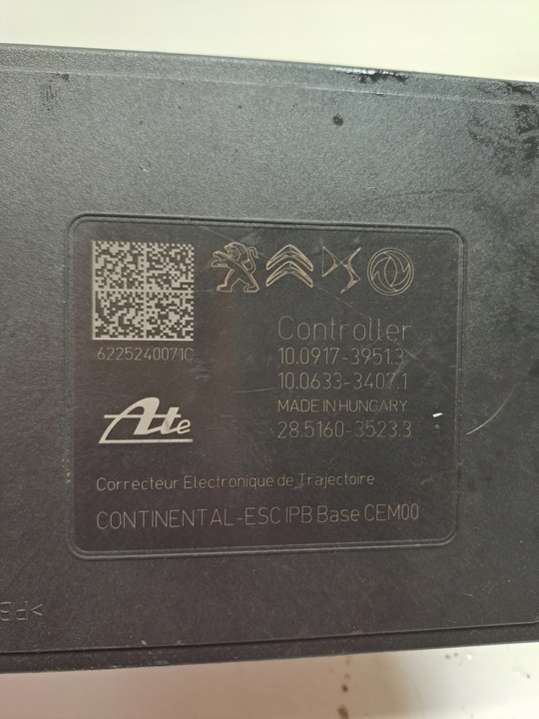 6225240071C
Ate
Controller
10.0917-3951.3
10.0633-3407.1
MADE IN HUNGARY
28.5160-3523.3
Correcteur Electronique de Trajectoire
CONTINENTAL-ESC IPB Base CEM00